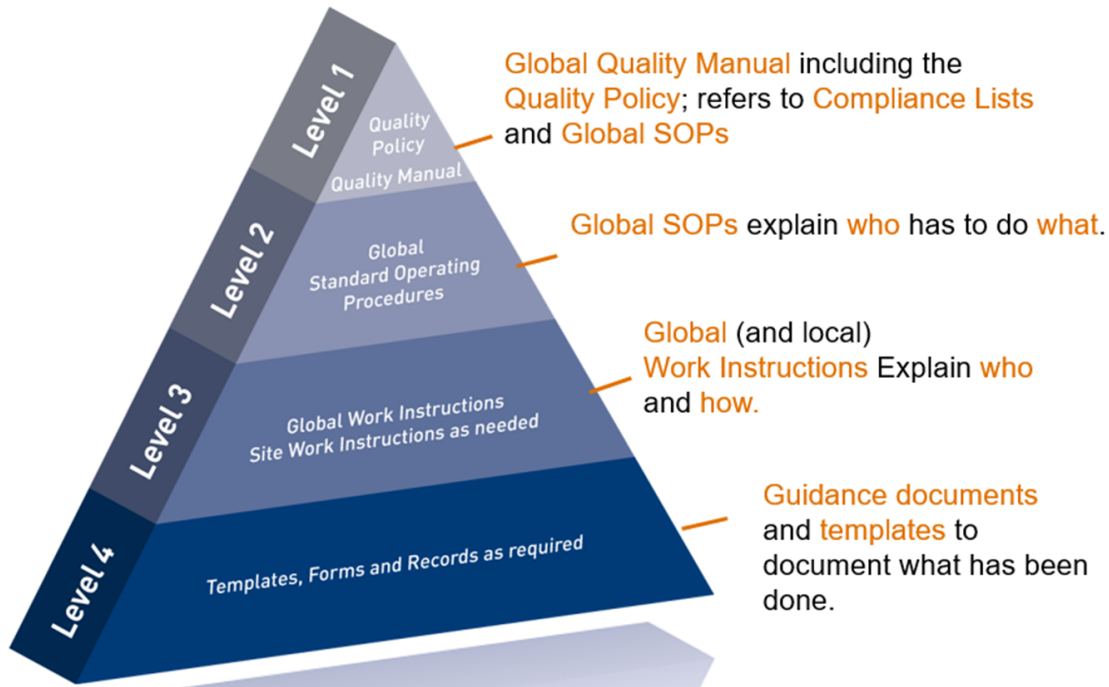 Level 1
Quality
Policy
Quality Manual
Global Quality Manual including the
Quality Policy; refers to Compliance Lists
and Global SOPs
Level 2
Global
Standard Operating
Procedures
Global SOPs explain who has to do what.
Level 3
Global Work Instructions
Site Work Instructions as needed
Global (and local)
Work Instructions Explain who
and how.
Level 4
Templates, Forms and Records as required
Guidance documents
and templates to
document what has been
done.